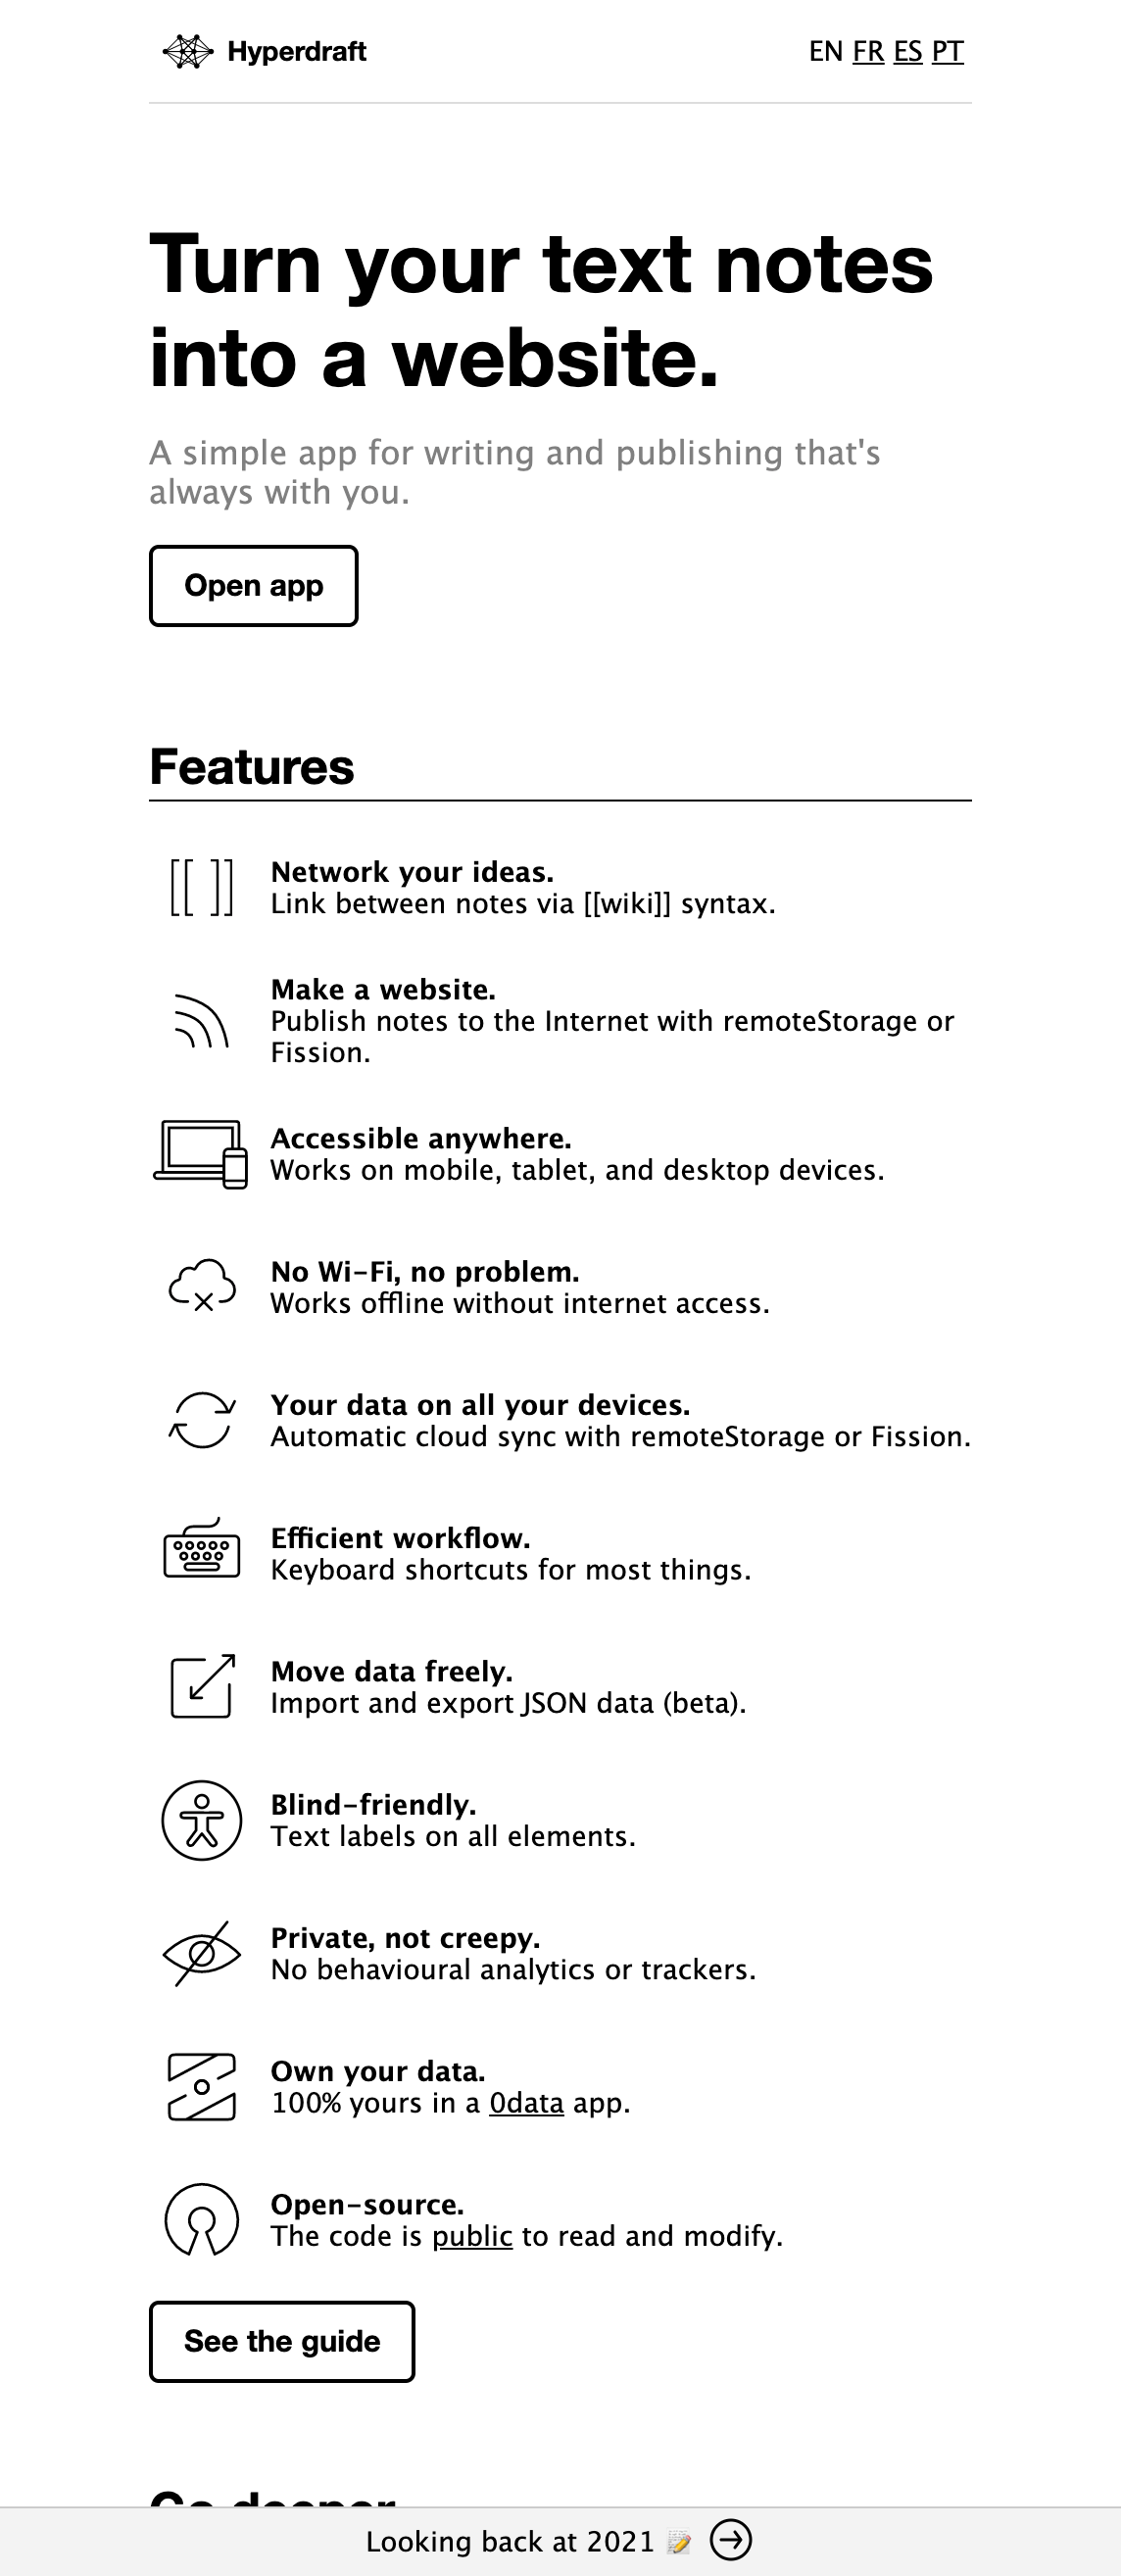 Hyperdraft
EN FR ES PT
Turn your text notes
into a website.
A simple app for writing and publishing that's
always with you.
Open app
Features
[[ ]]
Network your ideas.
Link between notes via [[wiki]] syntax.
Make a website.
Publish notes to the Internet with remoteStorage or
Fission.
Accessible anywhere.
Works on mobile, tablet, and desktop devices.
No Wi-Fi, no problem.
Works offline without internet access.
Your data on all your devices.
Automatic cloud sync with remoteStorage or Fission.
Efficient workflow.
Keyboard shortcuts for most things.
Move data freely.
Import and export JSON data (beta).
Blind-friendly.
Text labels on all elements.
Private, not creepy.
No behavioural analytics or trackers.
Own your data.
100% yours in a 0data app.
Open-source.
The code is public to read and modify.
See the guide
Go deeper
Looking back at 2021 📝